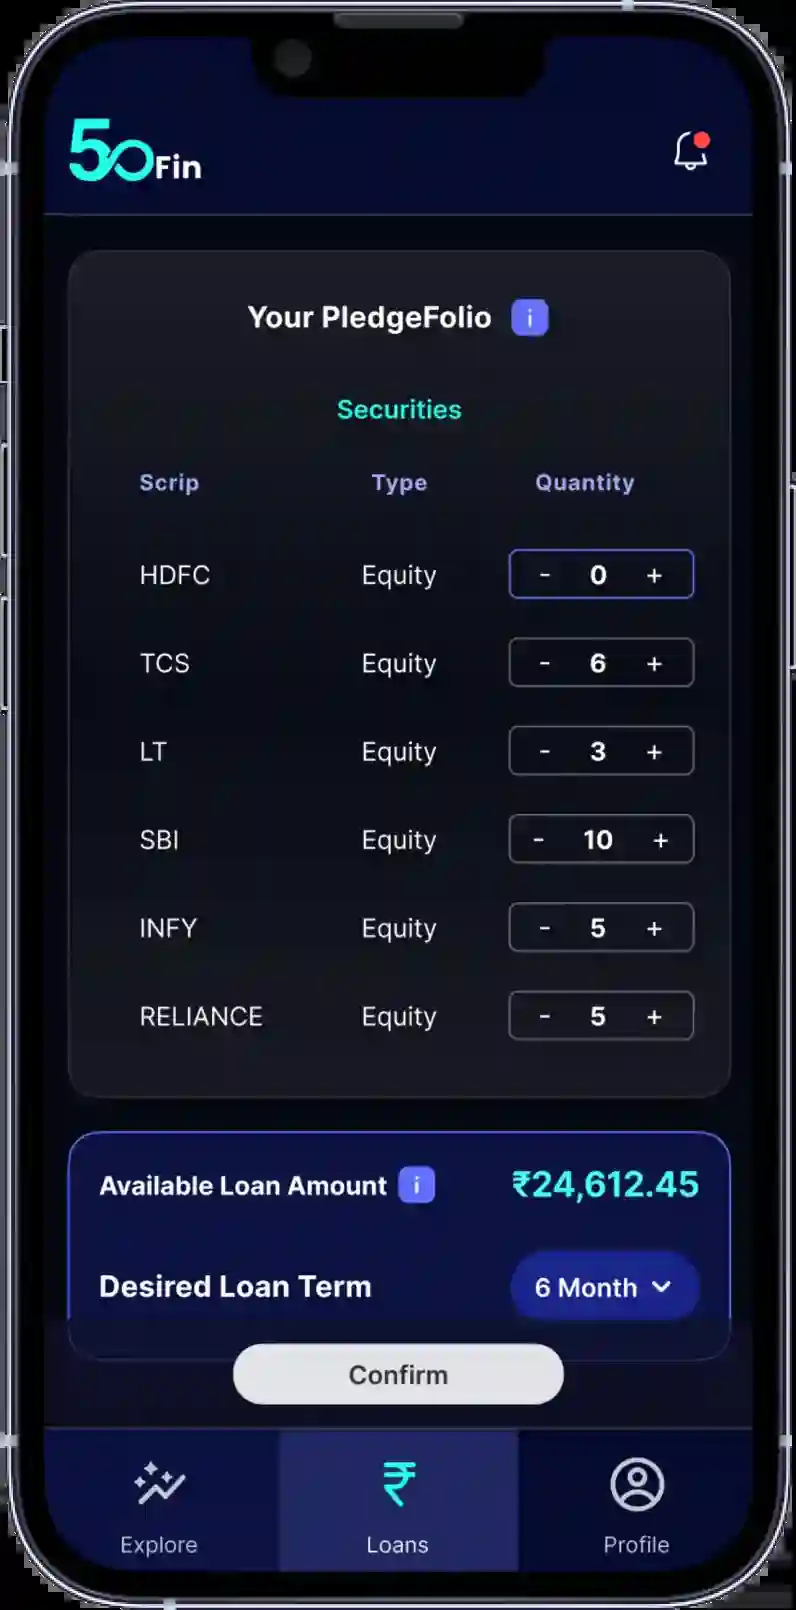 50Fin
Your PledgeFolio i
Securities
Scrip Type Quantity
HDFC Equity - 0 +
TCS Equity - 6 +
LT Equity - 3 +
SBI Equity - 10 +
INFY Equity - 5 +
RELIANCE Equity - 5 +
Available Loan Amount i ₹24,612.45
Desired Loan Term 6 Month
Confirm
₹
Explore Loans Profile